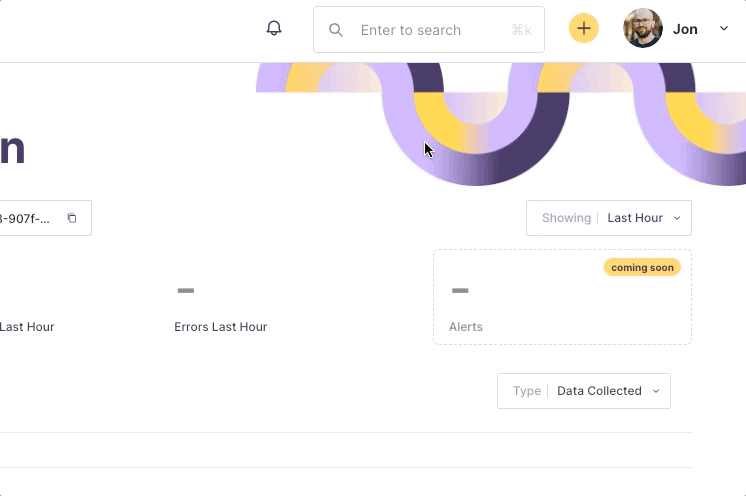 Enter to search
⌘k
Jon
n
3-907f-...
Showing
Last Hour
coming soon
Last Hour
Errors Last Hour
Alerts
Type
Data Collected